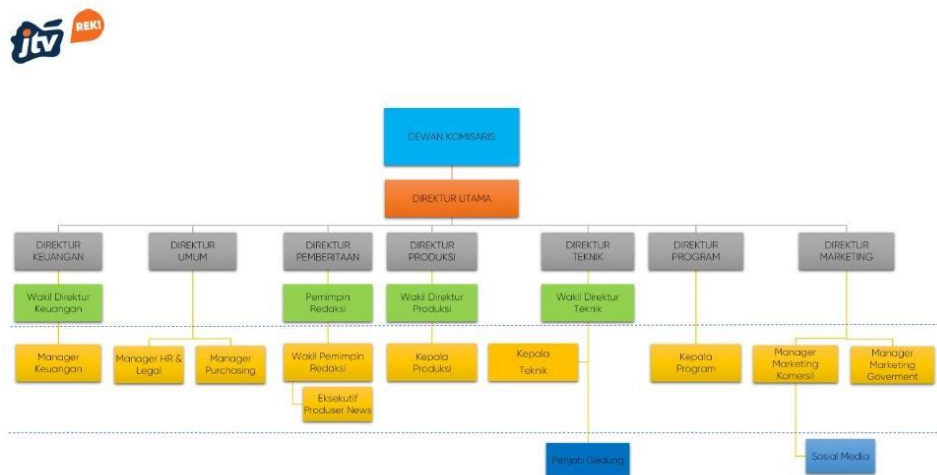 jtv
REK!
DEWAN KOMISARIS
DIREKTUR UTAMA
DIREKTUR
KEUANGAN
DIREKTUR
UMUM
DIREKTUR
PEMBERITAAN
DIREKTUR
PRODUKSI
DIREKTUR
TEKNIK
DIREKTUR
PROGRAM
DIREKTUR
MARKETING
Wakil Direktur
Keuangan
Pemimpin
Redaksi
Wakil Direktur
Produksi
Wakil Direktur
Teknik
Manager
Keuangan
Manager HR &
Legal
Manager
Purchasing
Wakil Pemimpin
Redaksi
Kepala
Produksi
Kepala
Teknik
Kepala
Program
Manager
Marketing
Komersil
Manager
Marketing
Goverment
Eksekutif
Produser News
Penjab Gedung
Sosial Media